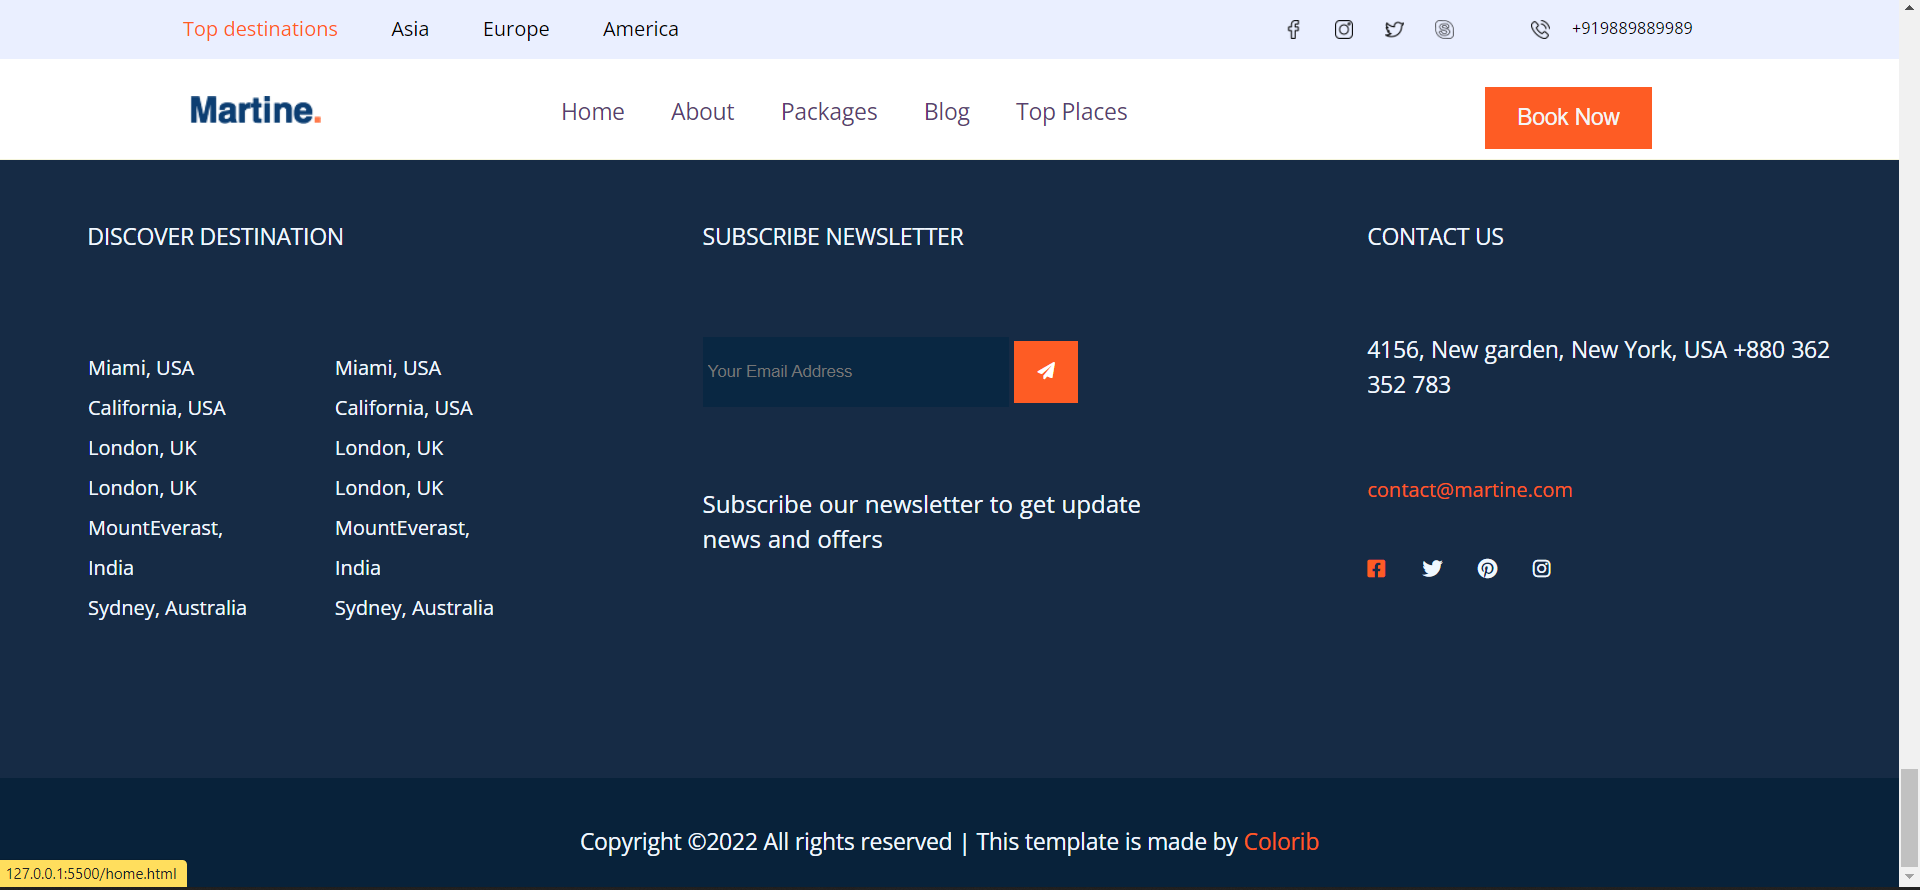 Top destinations Asia Europe America +919889889989
Martine. Home About Packages Blog Top Places Book Now
DISCOVER DESTINATION
Miami, USA
California, USA
London, UK
London, UK
MountEverast,
India
Sydney, Australia
Miami, USA
California, USA
London, UK
London, UK
MountEverast,
India
Sydney, Australia
SUBSCRIBE NEWSLETTER
Your Email Address
Subscribe our newsletter to get update
news and offers
CONTACT US
4156, New garden, New York, USA +880 362
352 783
contact@martine.com
Copyright ©2022 All rights reserved | This template is made by Colorib
127.0.0.1:5500/home.html